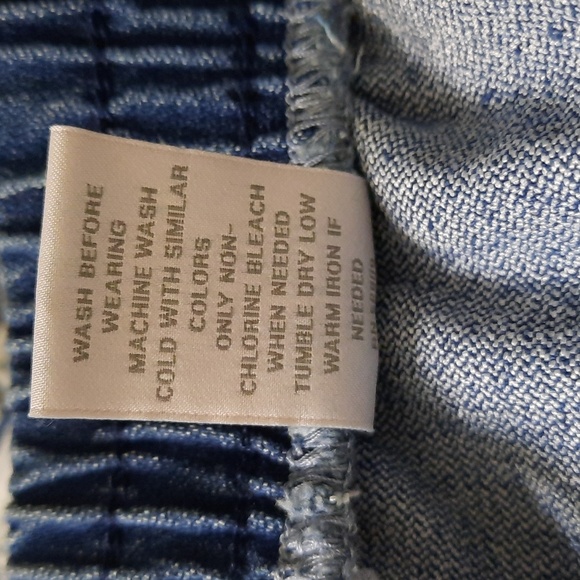 WASH BEFORE
WEARING
MACHINE WASH
COLD WITH SIMILAR
COLORS
ONLY NON-
CHLORINE BLEACH
WHEN NEEDED
TUMBLE DRY LOW
WARM IRON IF
NEEDED